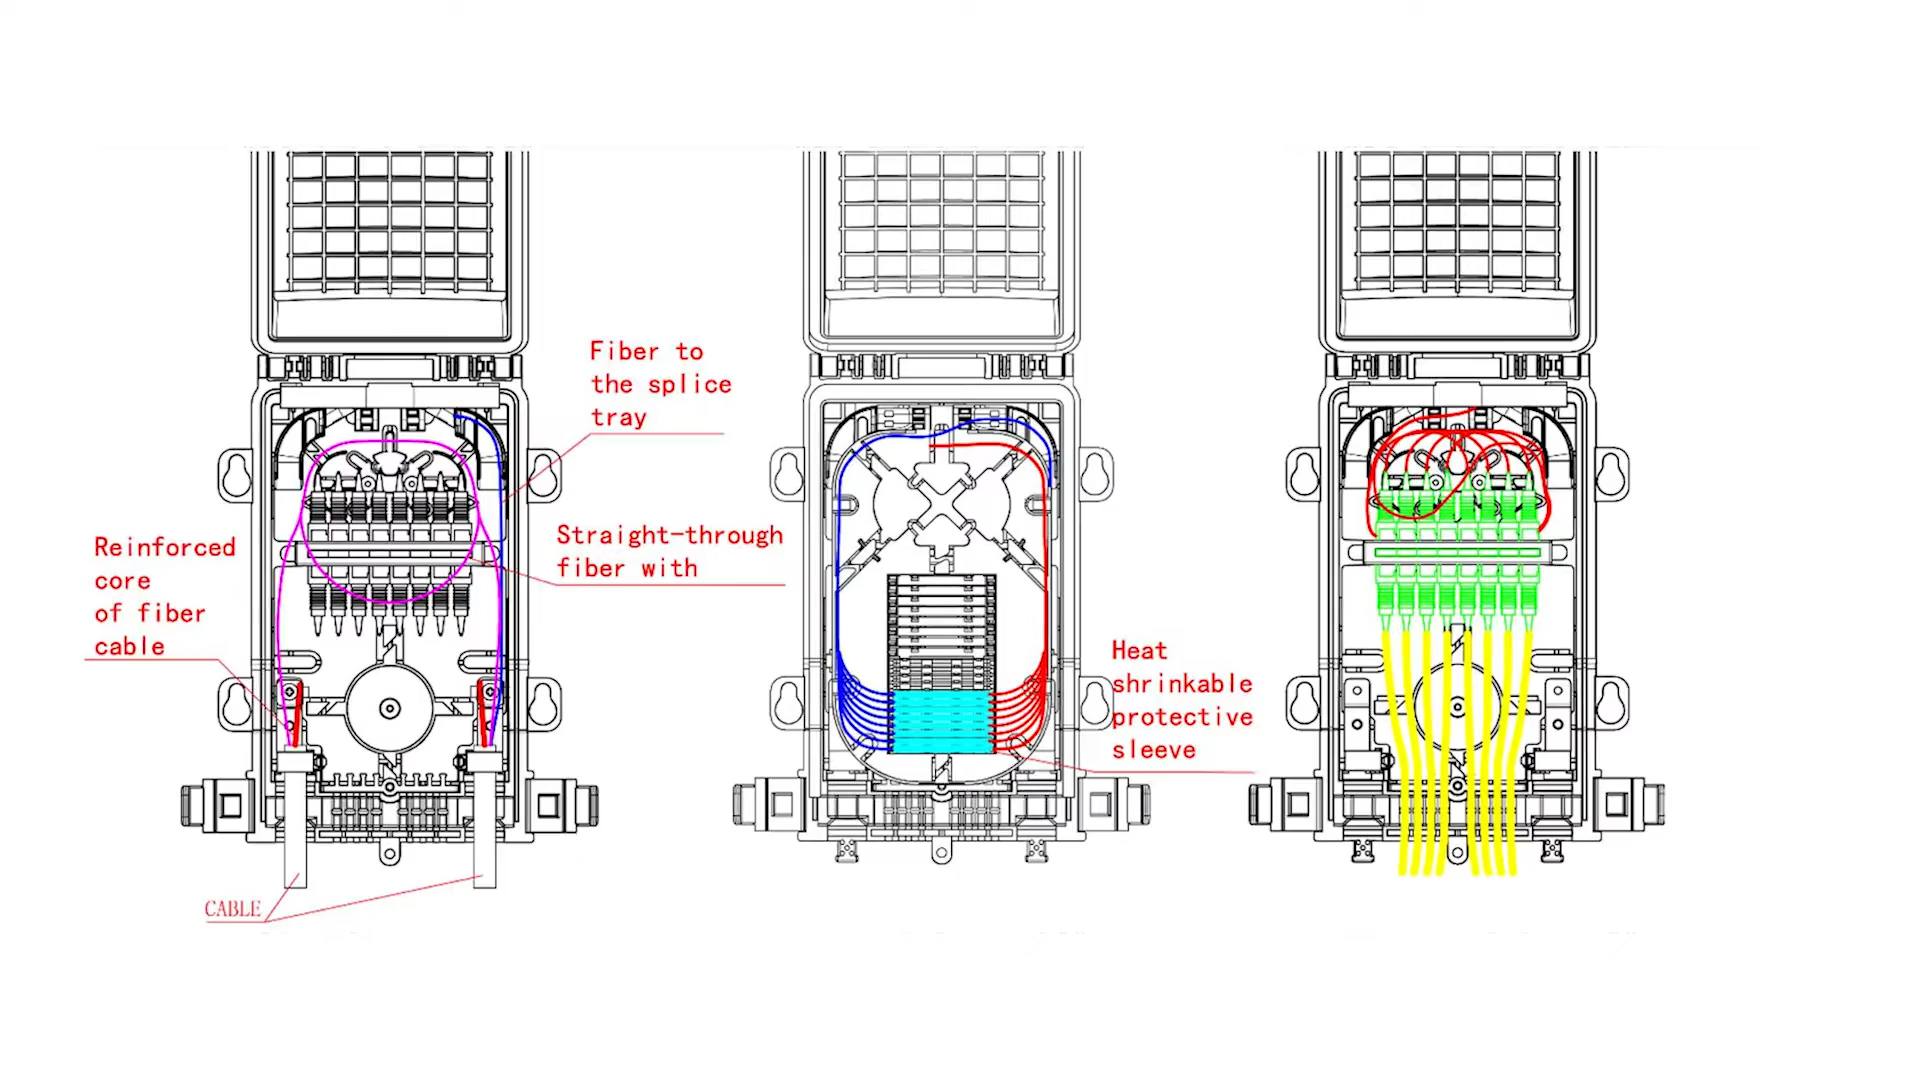 Fiber to
the splice
tray
Reinforced
core
of fiber
cable
Straight-through
fiber with
CABLE
Heat
shrinkable
protective
sleeve